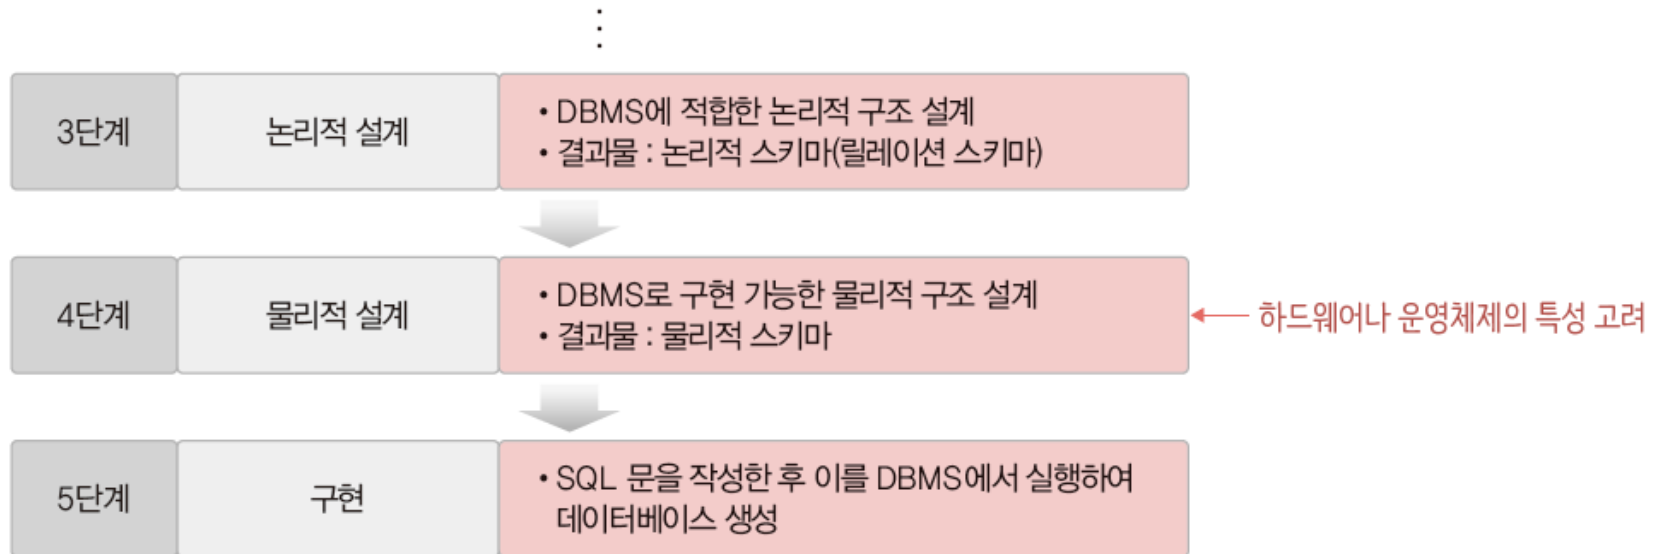 3단계
논리적 설계
• DBMS에 적합한 논리적 구조 설계
• 결과물 : 논리적 스키마(릴레이션 스키마)
4단계
물리적 설계
• DBMS로 구현 가능한 물리적 구조 설계
• 결과물 : 물리적 스키마
하드웨어나 운영체제의 특성 고려
5단계
구현
• SQL 문을 작성한 후 이를 DBMS에서 실행하여
데이터베이스 생성